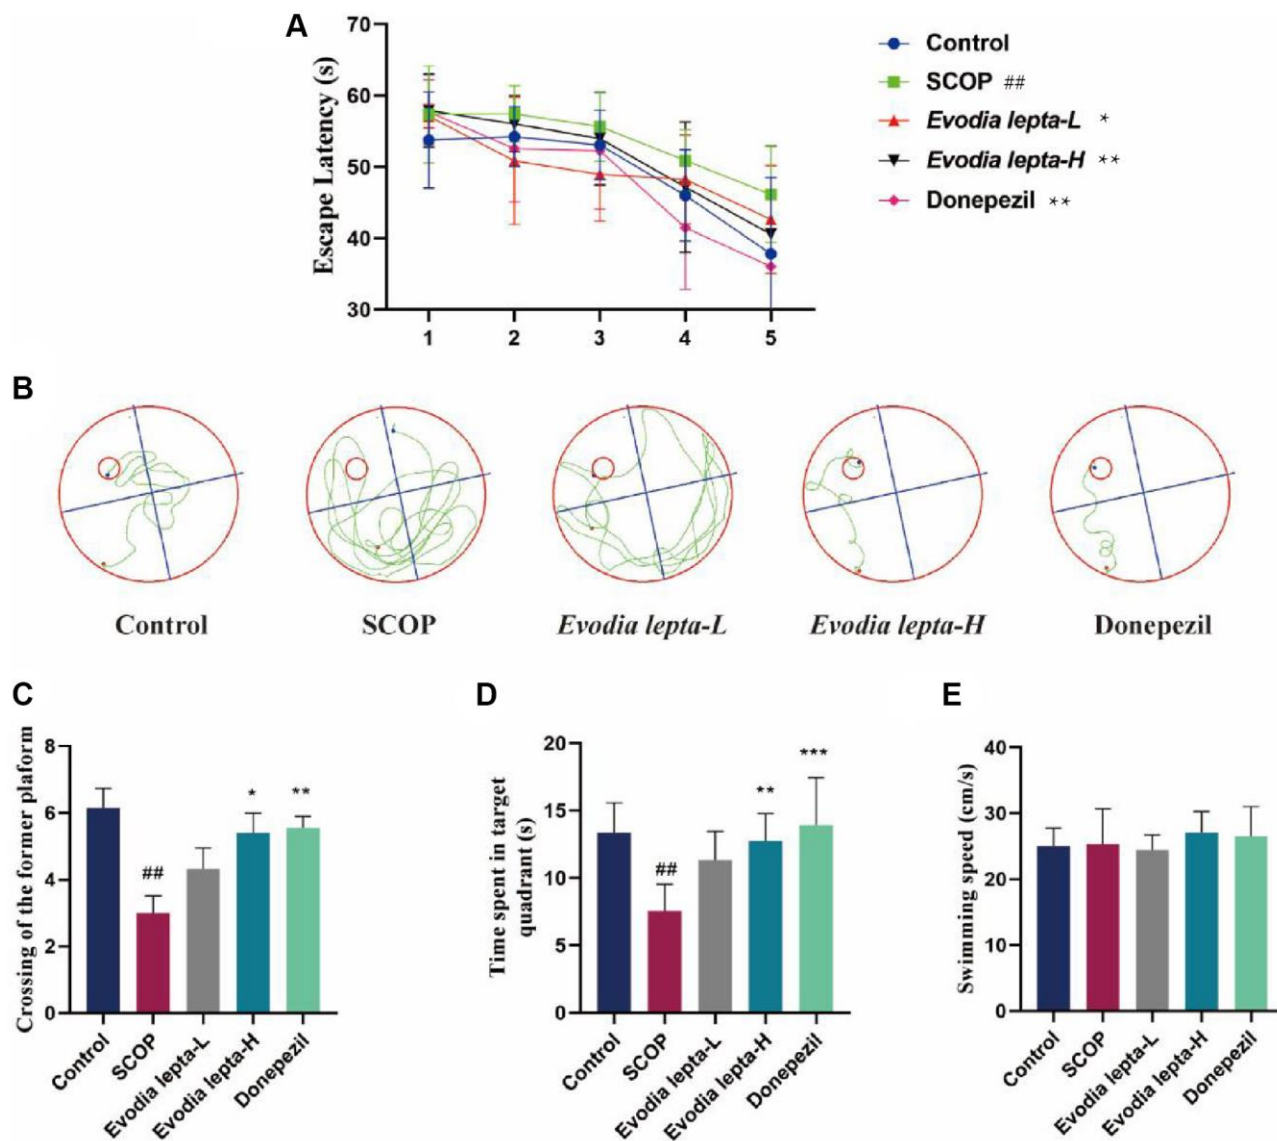 A
70
60
50
40
30
Escape Latency (s)
1 2 3 4 5
Control
SCOP ##
Evodia lepta-L *
Evodia lepta-H **
Donepezil **
B
Control SCOP Evodia lepta-L Evodia lepta-H Donepezil
C
Crossing of the former plaform
8
6
4
2
0
##
*
**
Control SCOP Evodia lepta-L Evodia lepta-H Donepezil
D
Time spent in target
quadrant (s)
20
15
10
5
0
##
**
***
Control SCOP Evodia lepta-L Evodia lepta-H Donepezil
E
Swimming speed (cm/s)
40
30
20
10
0
Control SCOP Evodia lepta-L Evodia lepta-H Donepezil